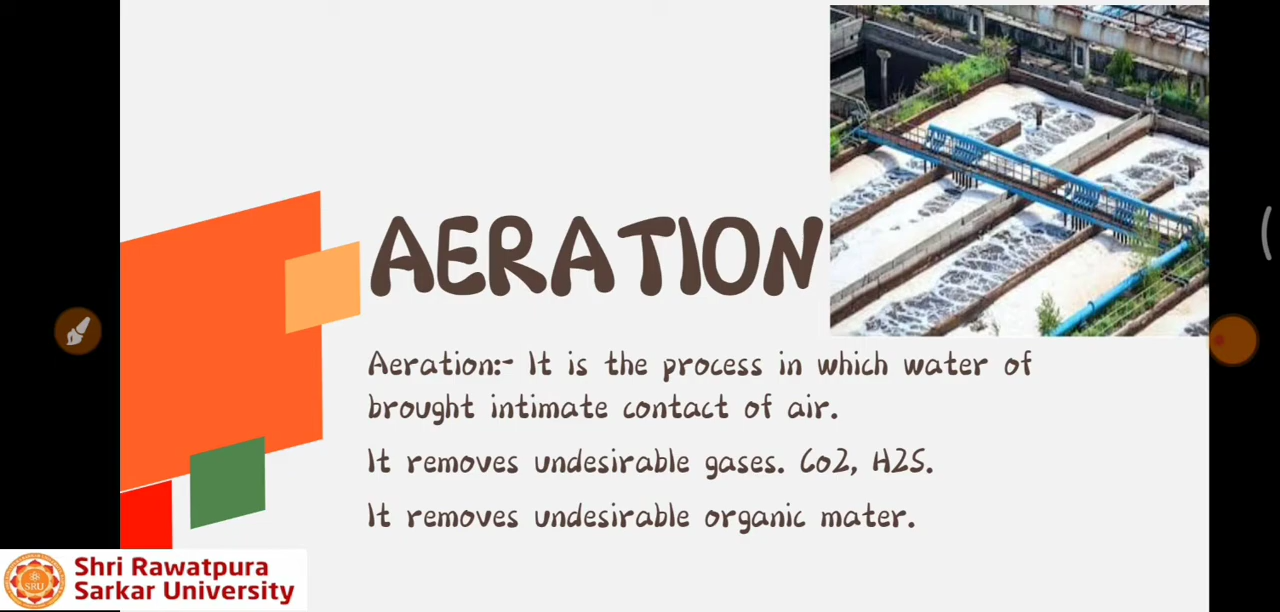 AERATION
Aeration:- It is the process in which water of
brought intimate contact of air.
It removes undesirable gases. Co2, H2S.
It removes undesirable organic mater.
Shri Rawatpura
Sarkar University
SRU